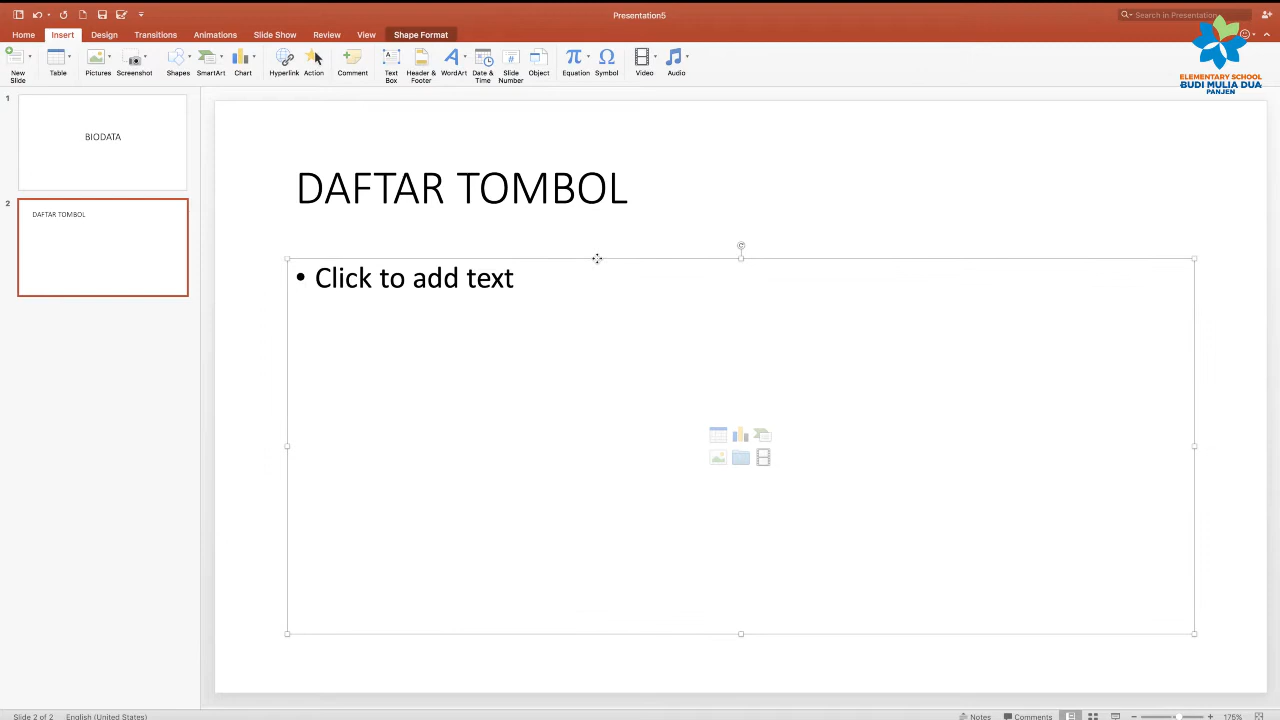 Presentation5
Search in Presentation
Home Insert Design Transitions Animations Slide Show Review View Shape Format
New Slide Table Pictures Screenshot Shapes SmartArt Chart Hyperlink Action Comment Text Box Header & Footer WordArt Date & Time Slide Number Object Equation Symbol Video Audio
ELEMENTARY SCHOOL
BUDI MULIA DUA
PANJEN
1
BIODATA
2
DAFTAR TOMBOL
DAFTAR TOMBOL
• Click to add text
Slide 2 of 2 English (United States) Notes Comments 175%